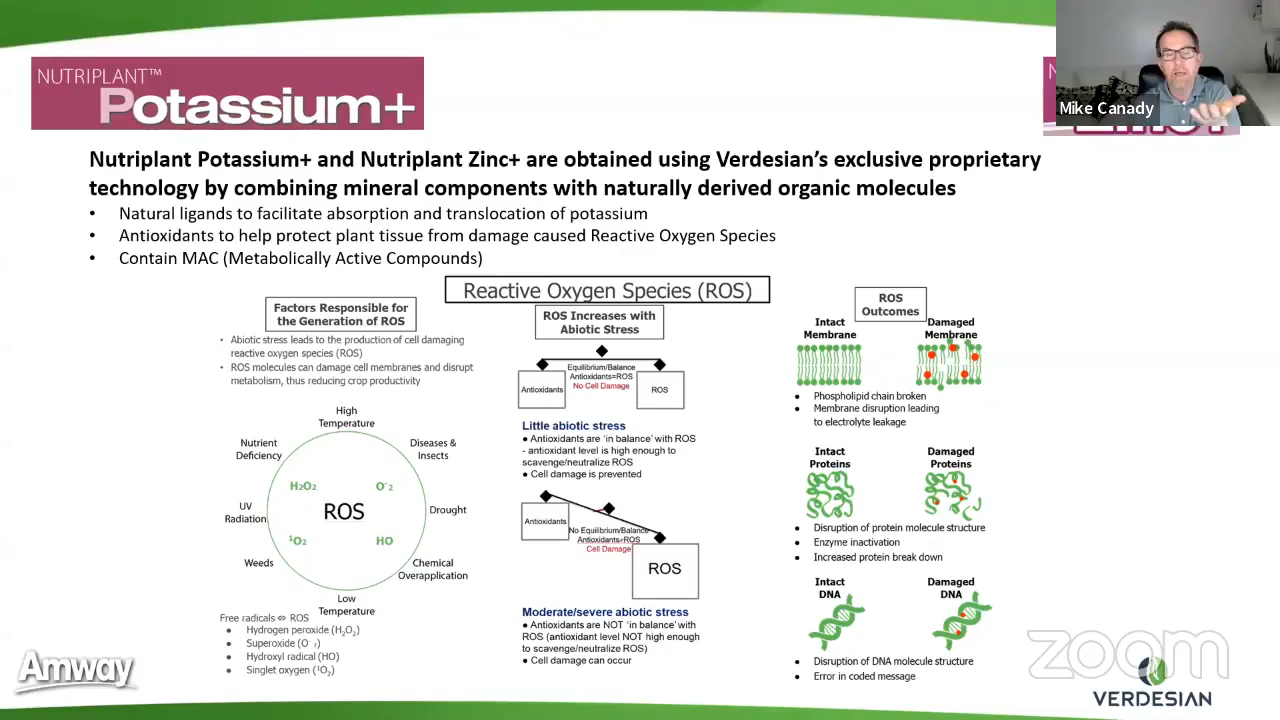 NUTRIPLANT™
Potassium+
Mike Canady
Nutriplant Potassium+ and Nutriplant Zinc+ are obtained using Verdesian's exclusive proprietary
technology by combining mineral components with naturally derived organic molecules
• Natural ligands to facilitate absorption and translocation of potassium
• Antioxidants to help protect plant tissue from damage caused Reactive Oxygen Species
• Contain MAC (Metabolically Active Compounds)
Reactive Oxygen Species (ROS)
Factors Responsible for
the Generation of ROS
• Abiotic stress leads to the production of cell damaging
reactive oxygen species (ROS)
• ROS molecules can damage cell membranes and disrupt
metabolism, thus reducing crop productivity
High
Temperature
Nutrient
Deficiency
Diseases &
Insects
H₂O₂
O⁻₂
UV
Radiation
ROS
Drought
¹O₂
HO
Weeds
Chemical
Overapplication
Low
Temperature
Free radicals ⇔ ROS
• Hydrogen peroxide (H₂O₂)
• Superoxide (O⁻₂)
• Hydroxyl radical (HO)
• Singlet oxygen (¹O₂)
ROS Increases with
Abiotic Stress
Equilibrium/Balance
Antioxidants=ROS
No Cell Damage
Antioxidants
ROS
Little abiotic stress
● Antioxidants are 'in balance' with ROS
- antioxidant level is high enough to
scavenge/neutralize ROS
● Cell damage is prevented
Antioxidants
No Equilibrium/Balance
Antioxidants≠ROS
Cell Damage
ROS
Moderate/severe abiotic stress
● Antioxidants are NOT 'in balance' with
ROS (antioxidant level NOT high enough
to scavenge/neutralize ROS)
● Cell damage can occur
ROS
Outcomes
Intact
Membrane
Damaged
Membrane
• Phospholipid chain broken
• Membrane disruption leading
to electrolyte leakage
Intact
Proteins
Damaged
Proteins
• Disruption of protein molecule structure
• Enzyme inactivation
• Increased protein break down
Intact
DNA
Damaged
DNA
• Disruption of DNA molecule structure
• Error in coded message
Amway
zoom
VERDESIAN